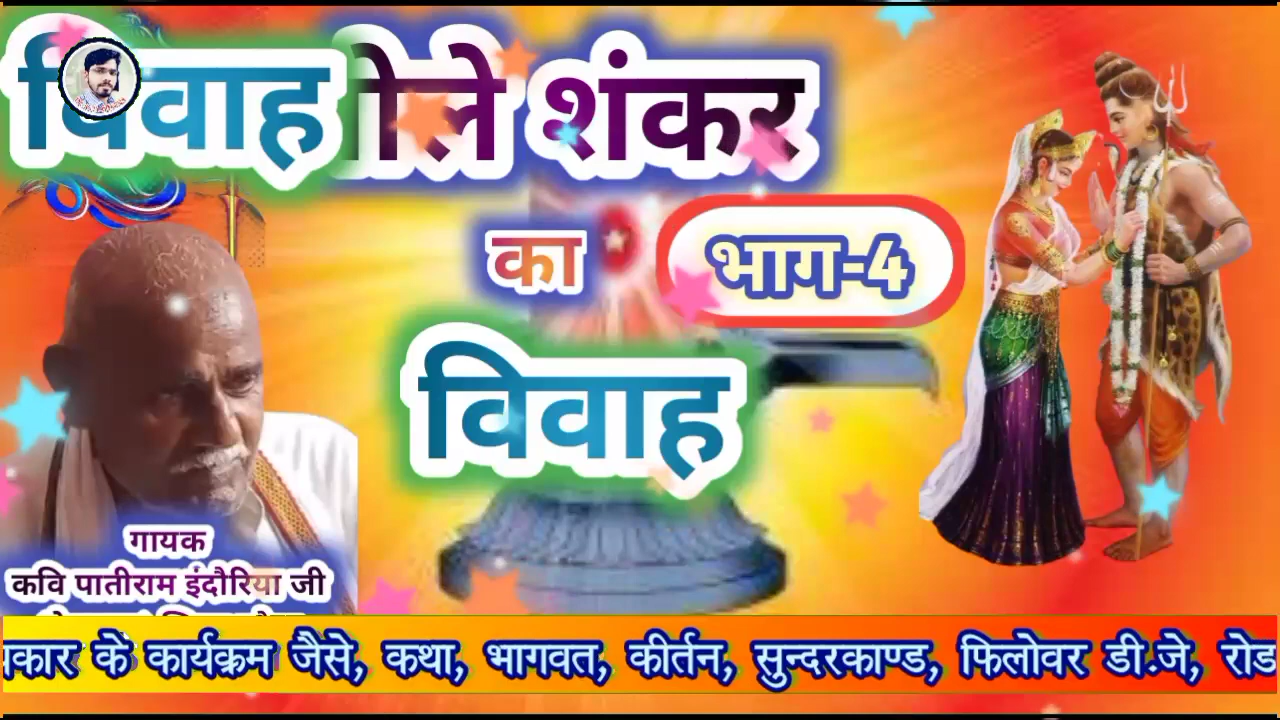 विवाह ोले शंकर
का
भाग-4
विवाह
गायक
कवि पातीराम इंदौरिया जी
कार के कार्यक्रम जैसे, कथा, भागवत, कीर्तन, सुन्दरकाण्ड, फिलोवर डी.जे, रोड